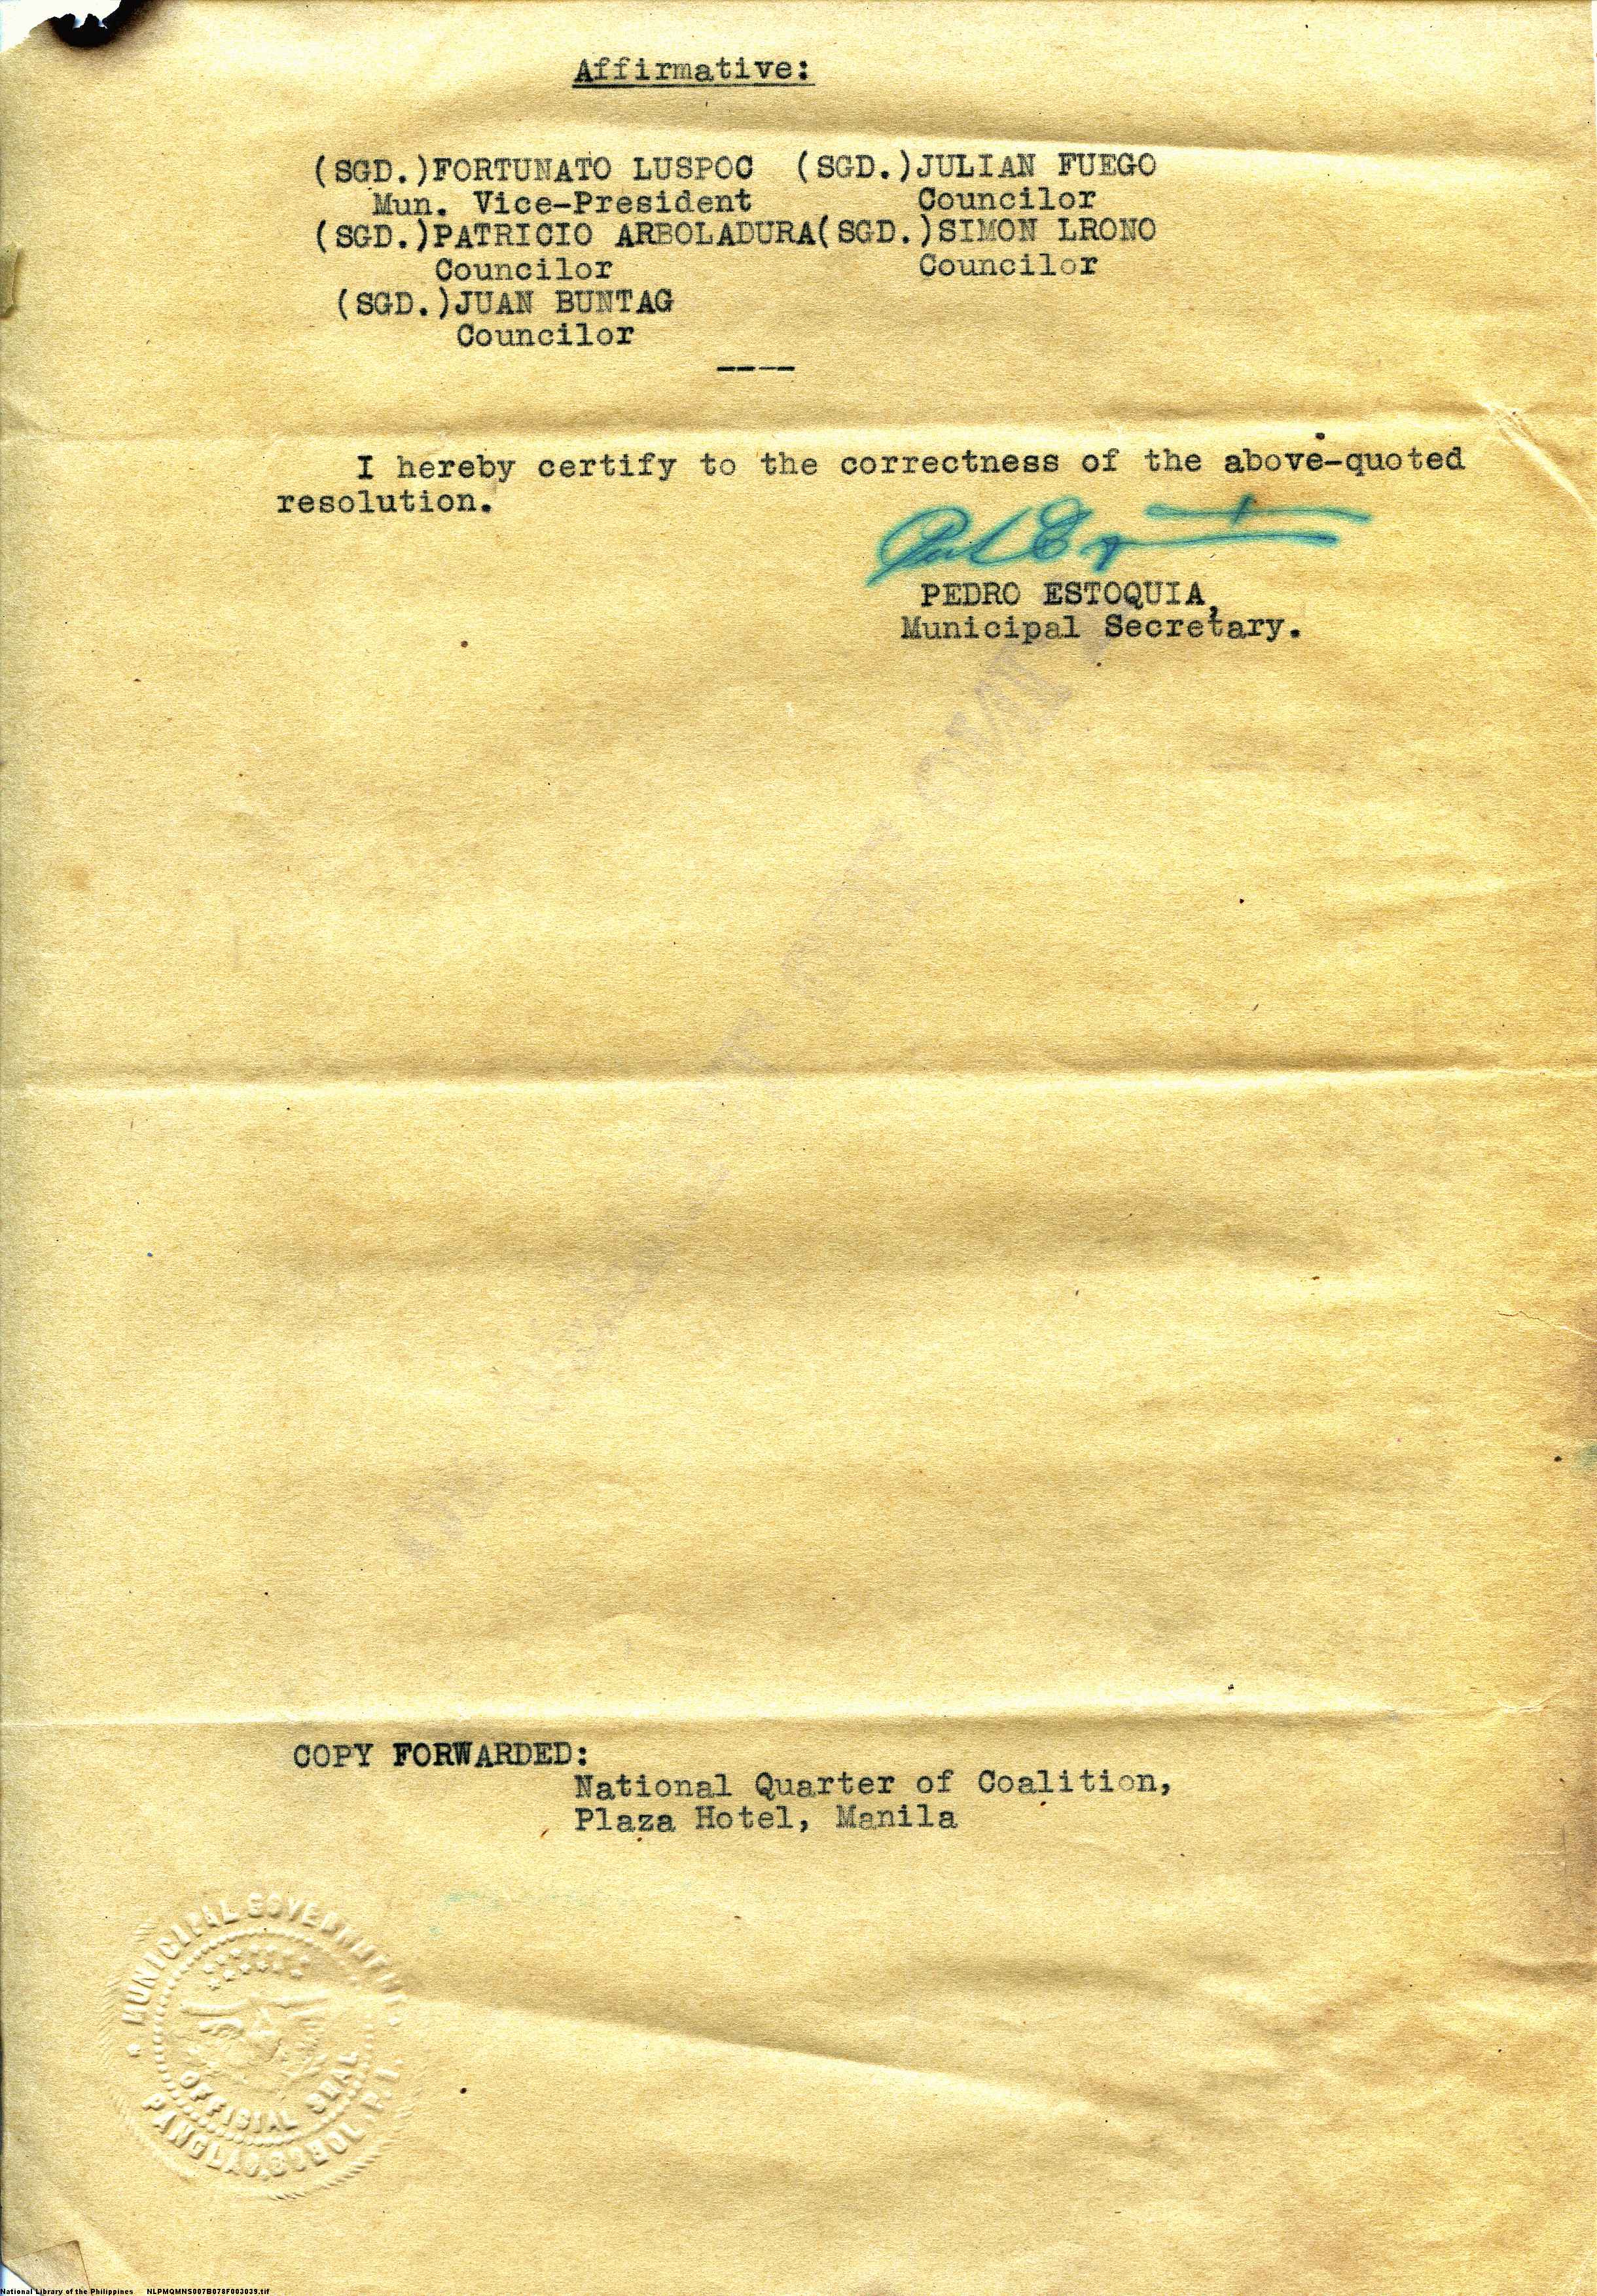 Affirmative:
(SGD.)FORTUNATO LUSPOC (SGD.)JULIAN FUEGO
Mun. Vice-President Councilor
(SGD.)PATRICIO ARBOLADURA(SGD.)SIMON LRONO
Councilor Councilor
(SGD.)JUAN BUNTAG
Councilor
----
I hereby certify to the correctness of the above-quoted
resolution.
PEDRO ESTOQUIA,
Municipal Secretary.
COPY FORWARDED:
National Quarter of Coalition,
Plaza Hotel, Manila
MUNICIPAL GOVERNMENT
OFFICIAL SEAL
PANGLAO, BOHOL, P.I.
National Library of the Philippines NLPMQMNS007B078F003039.tif